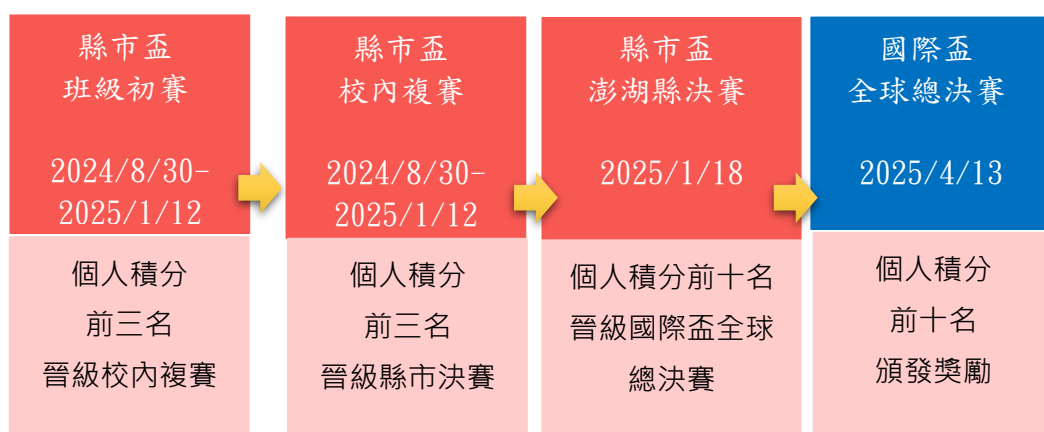 縣市盃
班級初賽
2024/8/30-
2025/1/12
個人積分
前三名
晉級校內複賽
縣市盃
校內複賽
2024/8/30-
2025/1/12
個人積分
前三名
晉級縣市決賽
縣市盃
澎湖縣決賽
2025/1/18
個人積分前十名
晉級國際盃全球
總決賽
國際盃
全球總決賽
2025/4/13
個人積分
前十名
頒發獎勵